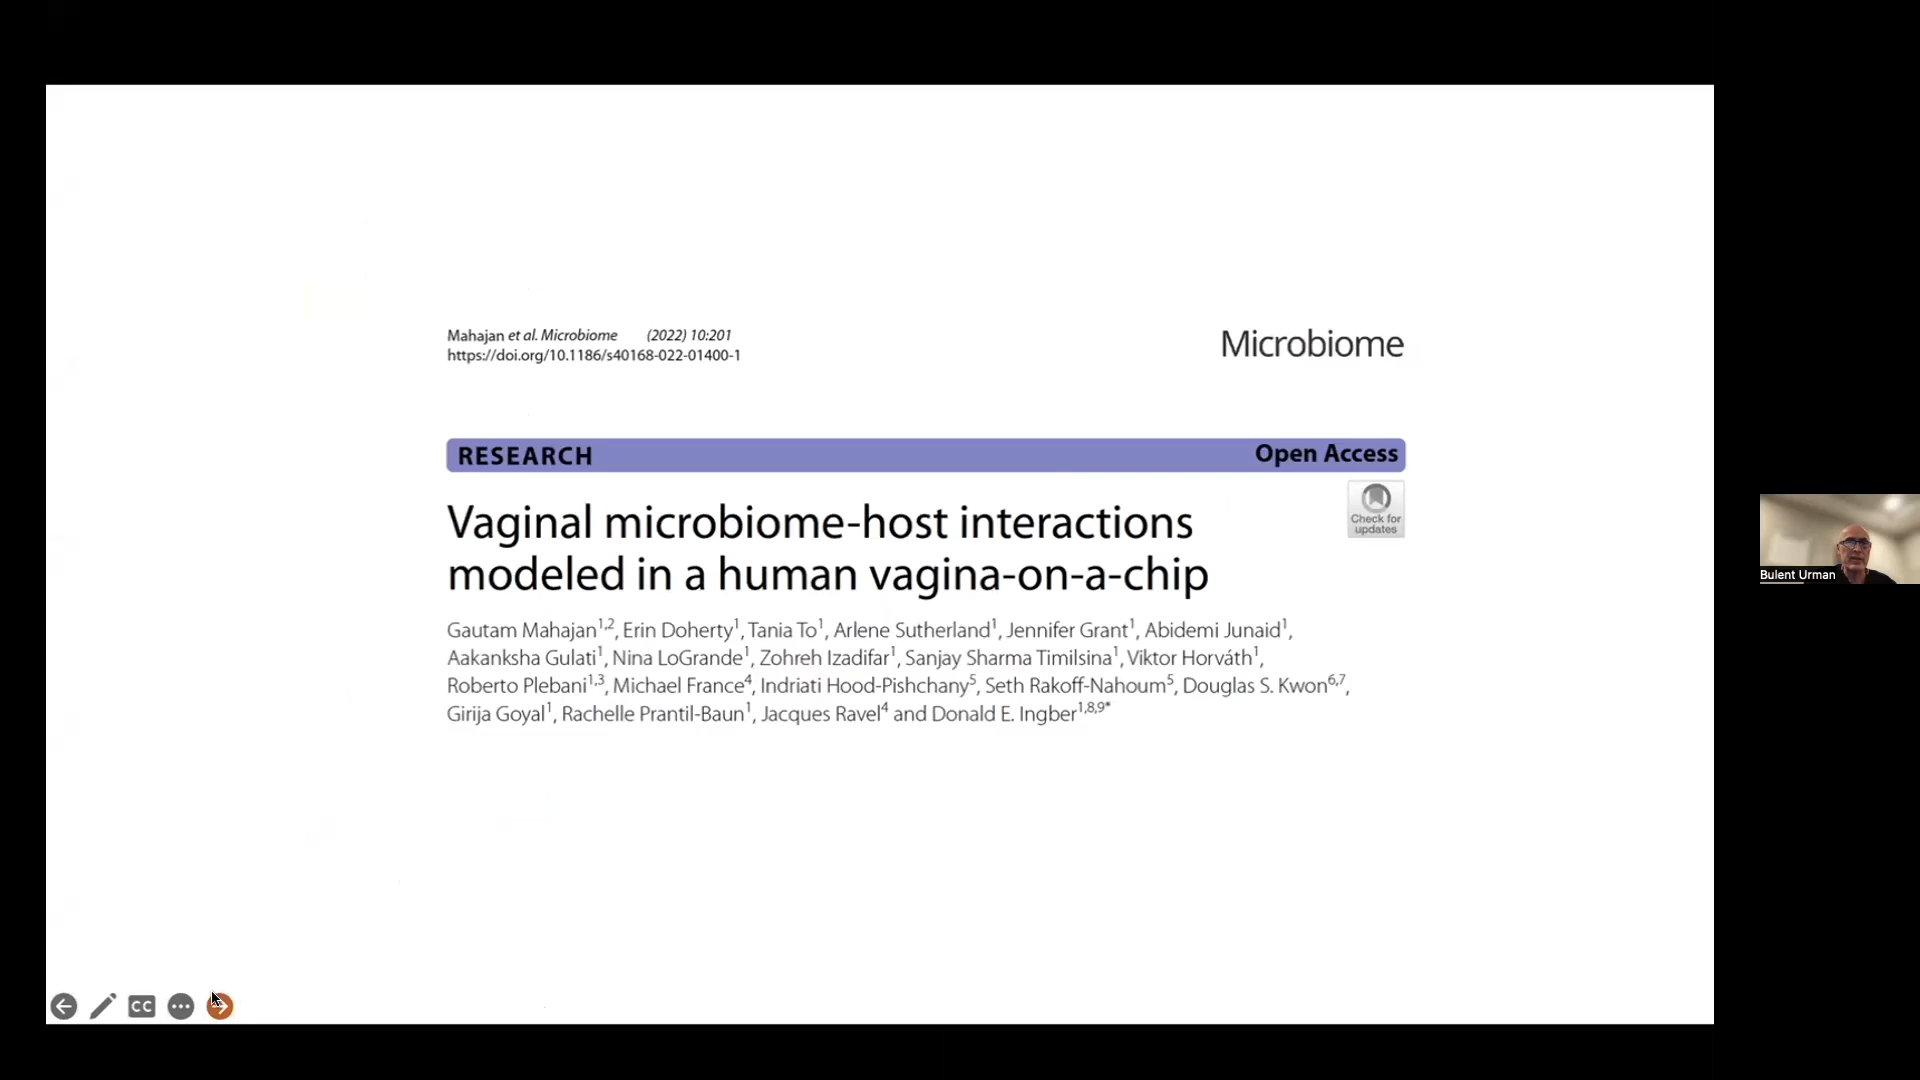 Mahajan et al. Microbiome (2022) 10:201
https://doi.org/10.1186/s40168-022-01400-1
Microbiome
RESEARCH
Open Access
Check for
updates
Vaginal microbiome-host interactions
modeled in a human vagina-on-a-chip
Gautam Mahajan1,2, Erin Doherty1, Tania To1, Arlene Sutherland1, Jennifer Grant1, Abidemi Junaid1,
Aakanksha Gulati1, Nina LoGrande1, Zohreh Izadifar1, Sanjay Sharma Timilsina1, Viktor Horváth1,
Roberto Plebani1,3, Michael France4, Indriati Hood-Pishchany5, Seth Rakoff-Nahoum5, Douglas S. Kwon6,7,
Girija Goyal1, Rachelle Prantil-Baun1, Jacques Ravel4 and Donald E. Ingber1,8,9*
Bulent Urman
CC